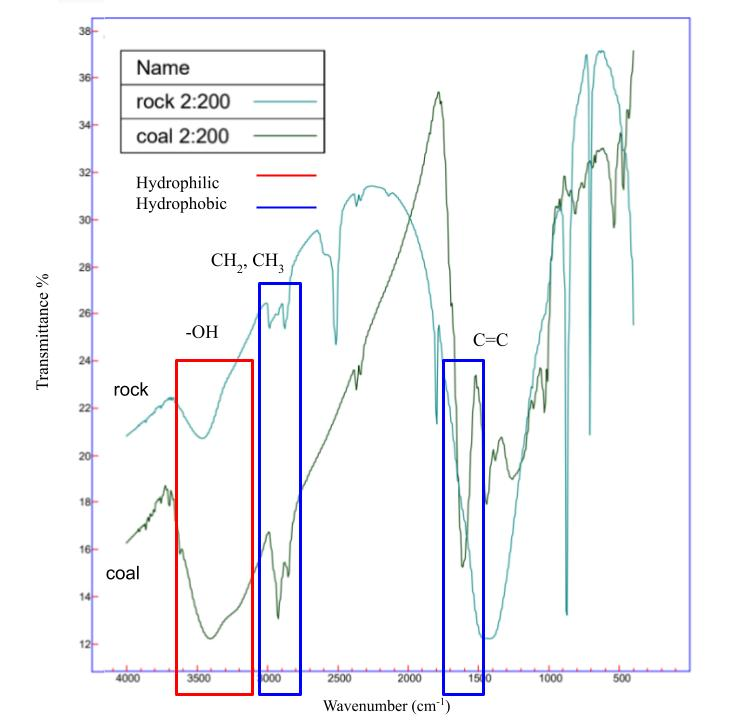 Name
rock 2:200
coal 2:200
Hydrophilic
Hydrophobic
CH2, CH3
-OH
C=C
rock
coal
Transmittance %
38
36
34
32
30
28
26
24
22
20
18
16
14
12
4000 3500 3000 2500 2000 1500 1000 500
Wavenumber (cm-1)